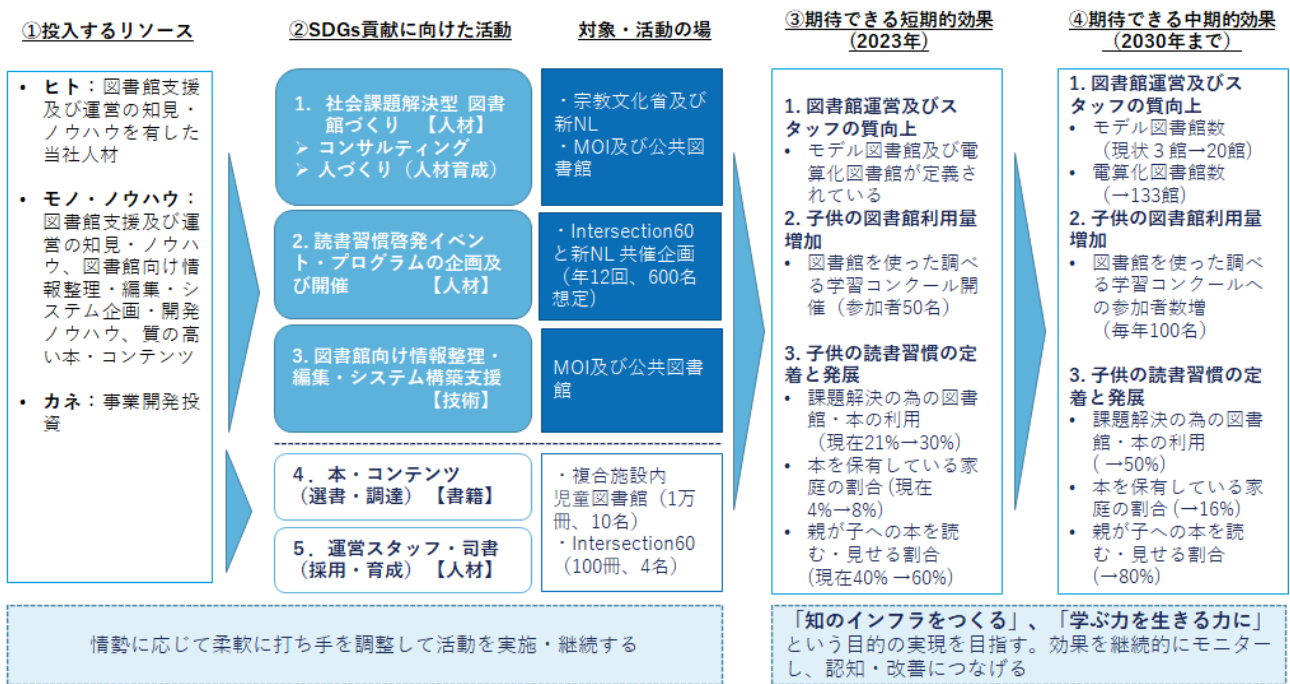 ①投入するリソース
• ヒト：図書館支援
及び運営の知見・
ノウハウを有した
当社人材
• モノ・ノウハウ：
図書館支援及び運
営の知見・ノウハ
ウ、図書館向け情
報整理・編集・シ
ステム企画・開発
ノウハウ、質の高
い本・コンテンツ
• カネ：事業開発投
資
②SDGs貢献に向けた活動
1. 社会課題解決型 図書
館づくり 【人材】
➢ コンサルティング
➢ 人づくり（人材育成）
2. 読書習慣啓発イベン
ト・プログラムの企画及
び開催 【人材】
3. 図書館向け情報整理・
編集・システム構築支援
【技術】
4．本・コンテンツ
（選書・調達）【書籍】
5．運営スタッフ・司書
（採用・育成）【人材】
対象・活動の場
・宗教文化省及び
新NL
・MOI及び公共図
書館
・Intersection60
と新NL 共催企画
（年12回、600名
想定）
MOI及び公共図書
館
・複合施設内
児童図書館（1万
冊、10名）
・Intersection60
（100冊、4名）
③期待できる短期的効果
(2023年)
1. 図書館運営及びス
タッフの質向上
• モデル図書館及び電
算化図書館が定義さ
れている
2. 子供の図書館利用量
増加
• 図書館を使った調べ
る学習コンクール開
催（参加者50名）
3. 子供の読書習慣の定
着と発展
• 課題解決の為の図書
館・本の利用
（現在21%→30%）
• 本を保有している家
庭の割合 (現在
4%→8%）
• 親が子への本を読
む・見せる割合
(現在40% →60%）
④期待できる中期的効果
（2030年まで）
1. 図書館運営及びス
タッフの質向上
• モデル図書館数
（現状３館→20館）
• 電算化図書館数
（→133館）
2. 子供の図書館利用量
増加
• 図書館を使った調べ
る学習コンクールへ
の参加者数増
（毎年100名）
3. 子供の読書習慣の定
着と発展
• 課題解決の為の図書
館・本の利用
( →50%）
• 本を保有している家
庭の割合 (→16%）
• 親が子への本を読
む・見せる割合
（→80%）
情勢に応じて柔軟に打ち手を調整して活動を実施・継続する
「知のインフラをつくる」、「学ぶ力を生きる力に」
という目的の実現を目指す。効果を継続的にモニター
し、認知・改善につなげる